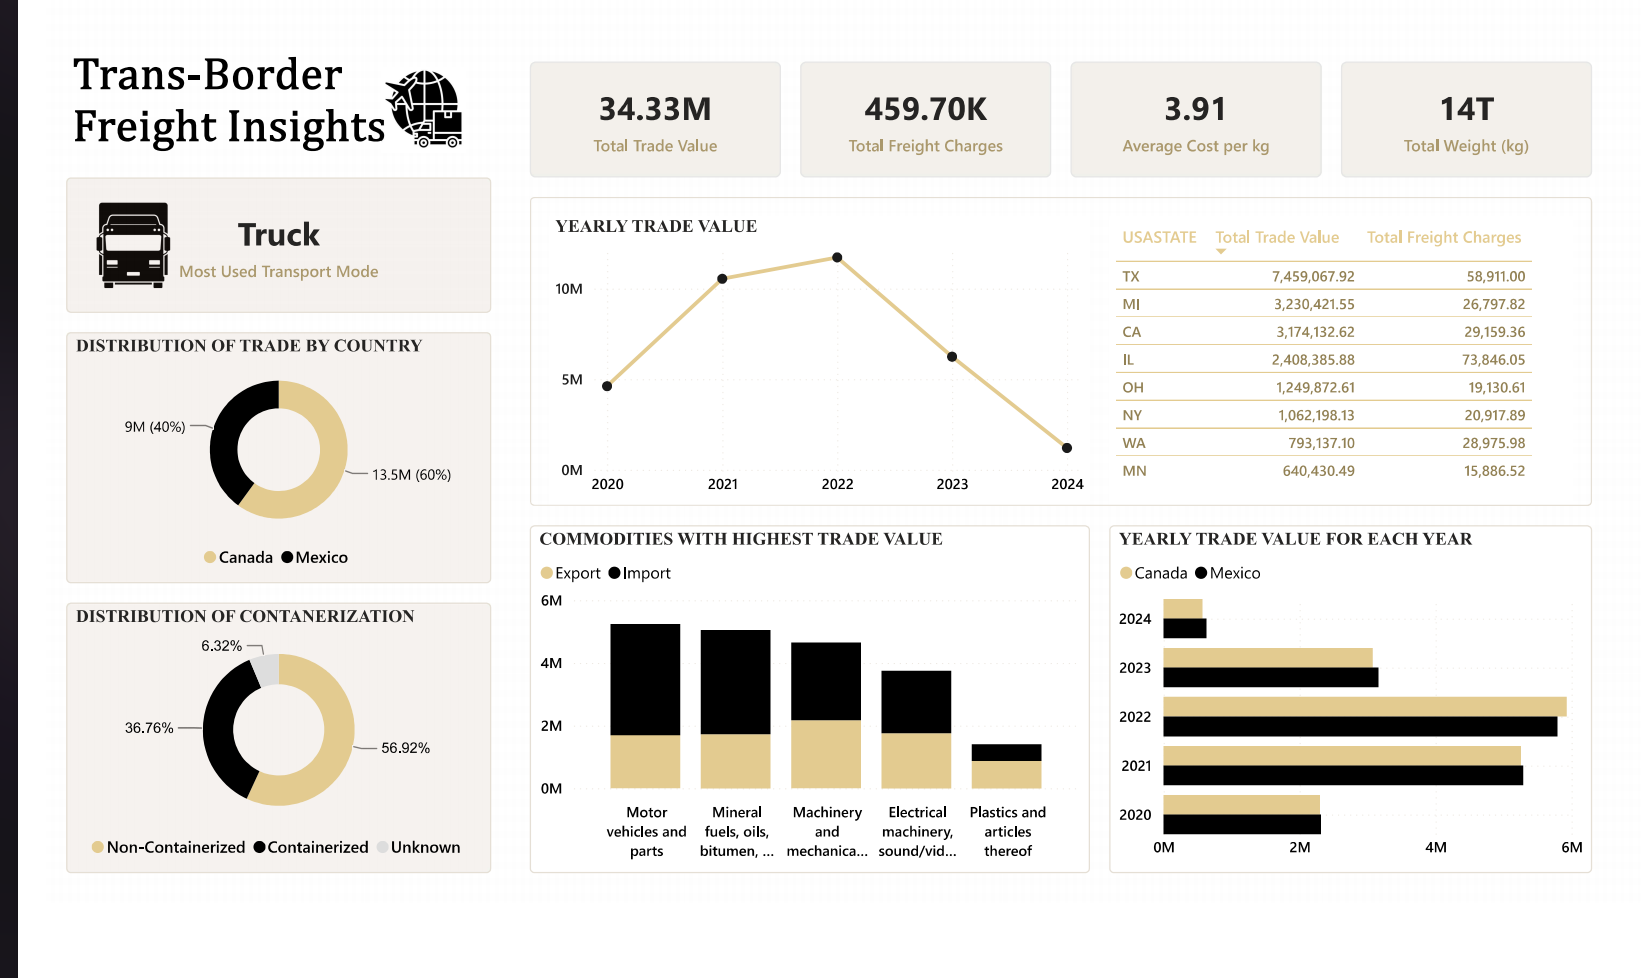 Trans-Border
Freight Insights
34.33M
Total Trade Value
459.70K
Total Freight Charges
3.91
Average Cost per kg
14T
Total Weight (kg)
Truck
Most Used Transport Mode
DISTRIBUTION OF TRADE BY COUNTRY
9M (40%)
13.5M (60%)
Canada Mexico
DISTRIBUTION OF CONTANERIZATION
6.32%
36.76%
56.92%
Non-Containerized Containerized Unknown
YEARLY TRADE VALUE
10M
5M
0M
2020 2021 2022 2023 2024
USASTATE Total Trade Value Total Freight Charges
TX 7,459,067.92 58,911.00
MI 3,230,421.55 26,797.82
CA 3,174,132.62 29,159.36
IL 2,408,385.88 73,846.05
OH 1,249,872.61 19,130.61
NY 1,062,198.13 20,917.89
WA 793,137.10 28,975.98
MN 640,430.49 15,886.52
COMMODITIES WITH HIGHEST TRADE VALUE
Export Import
6M
4M
2M
0M
Motor
vehicles and
parts
Mineral
fuels, oils,
bitumen, ...
Machinery
and
mechanica...
Electrical
machinery,
sound/vid...
Plastics and
articles
thereof
YEARLY TRADE VALUE FOR EACH YEAR
Canada Mexico
2024
2023
2022
2021
2020
0M 2M 4M 6M